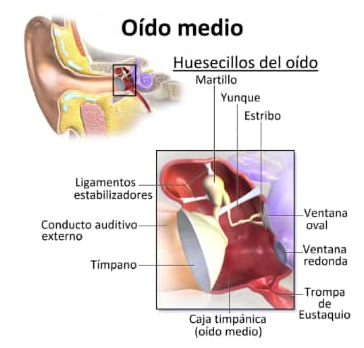 Oído medio
Huesecillos del oído
Martillo
Yunque
Estribo
Ligamentos
estabilizadores
Conducto auditivo
externo
Tímpano
Ventana
oval
Ventana
redonda
Trompa
de
Eustaquio
Caja timpánica
(oído medio)